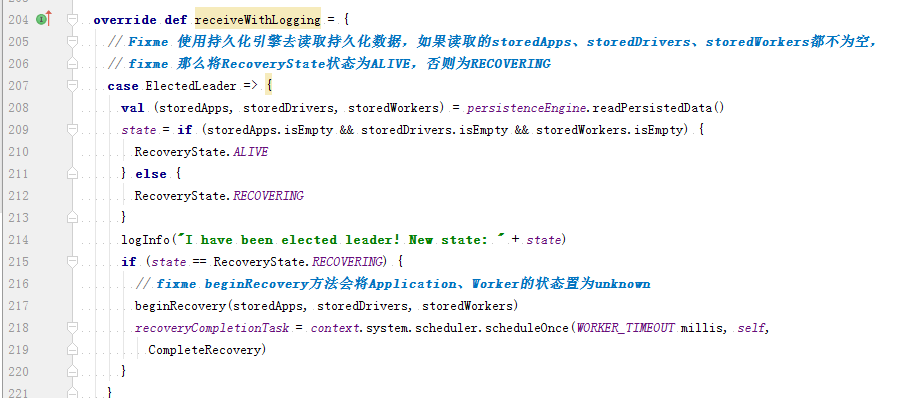 204 override def receiveWithLogging = {
205 // Fixme 使用持久化引擎去读取持久化数据，如果读取的storedApps、storedDrivers、storedWorkers都不为空，
206 // fixme 那么将RecoveryState状态为ALIVE，否则为RECOVERING
207 case ElectedLeader => {
208 val (storedApps, storedDrivers, storedWorkers) = persistenceEngine.readPersistedData()
209 state = if (storedApps.isEmpty && storedDrivers.isEmpty && storedWorkers.isEmpty) {
210 RecoveryState.ALIVE
211 } else {
212 RecoveryState.RECOVERING
213 }
214 logInfo("I have been elected leader! New state: " + state)
215 if (state == RecoveryState.RECOVERING) {
216 // fixme beginRecovery方法会将Application、Worker的状态置为unknown
217 beginRecovery(storedApps, storedDrivers, storedWorkers)
218 recoveryCompletionTask = context.system.scheduler.scheduleOnce(WORKER_TIMEOUT millis, self,
219 CompleteRecovery)
220 }
221 }